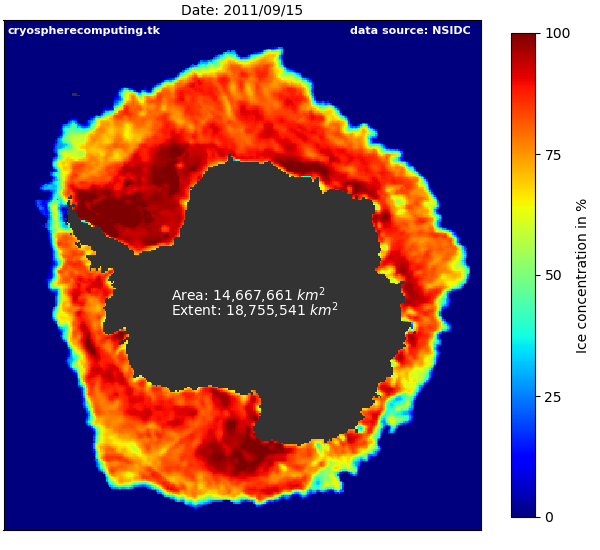 Date: 2011/09/15
cryospherecomputing.tk
data source: NSIDC
Area: 14,667,661 km²
Extent: 18,755,541 km²
100
75
50
25
0
Ice concentration in %